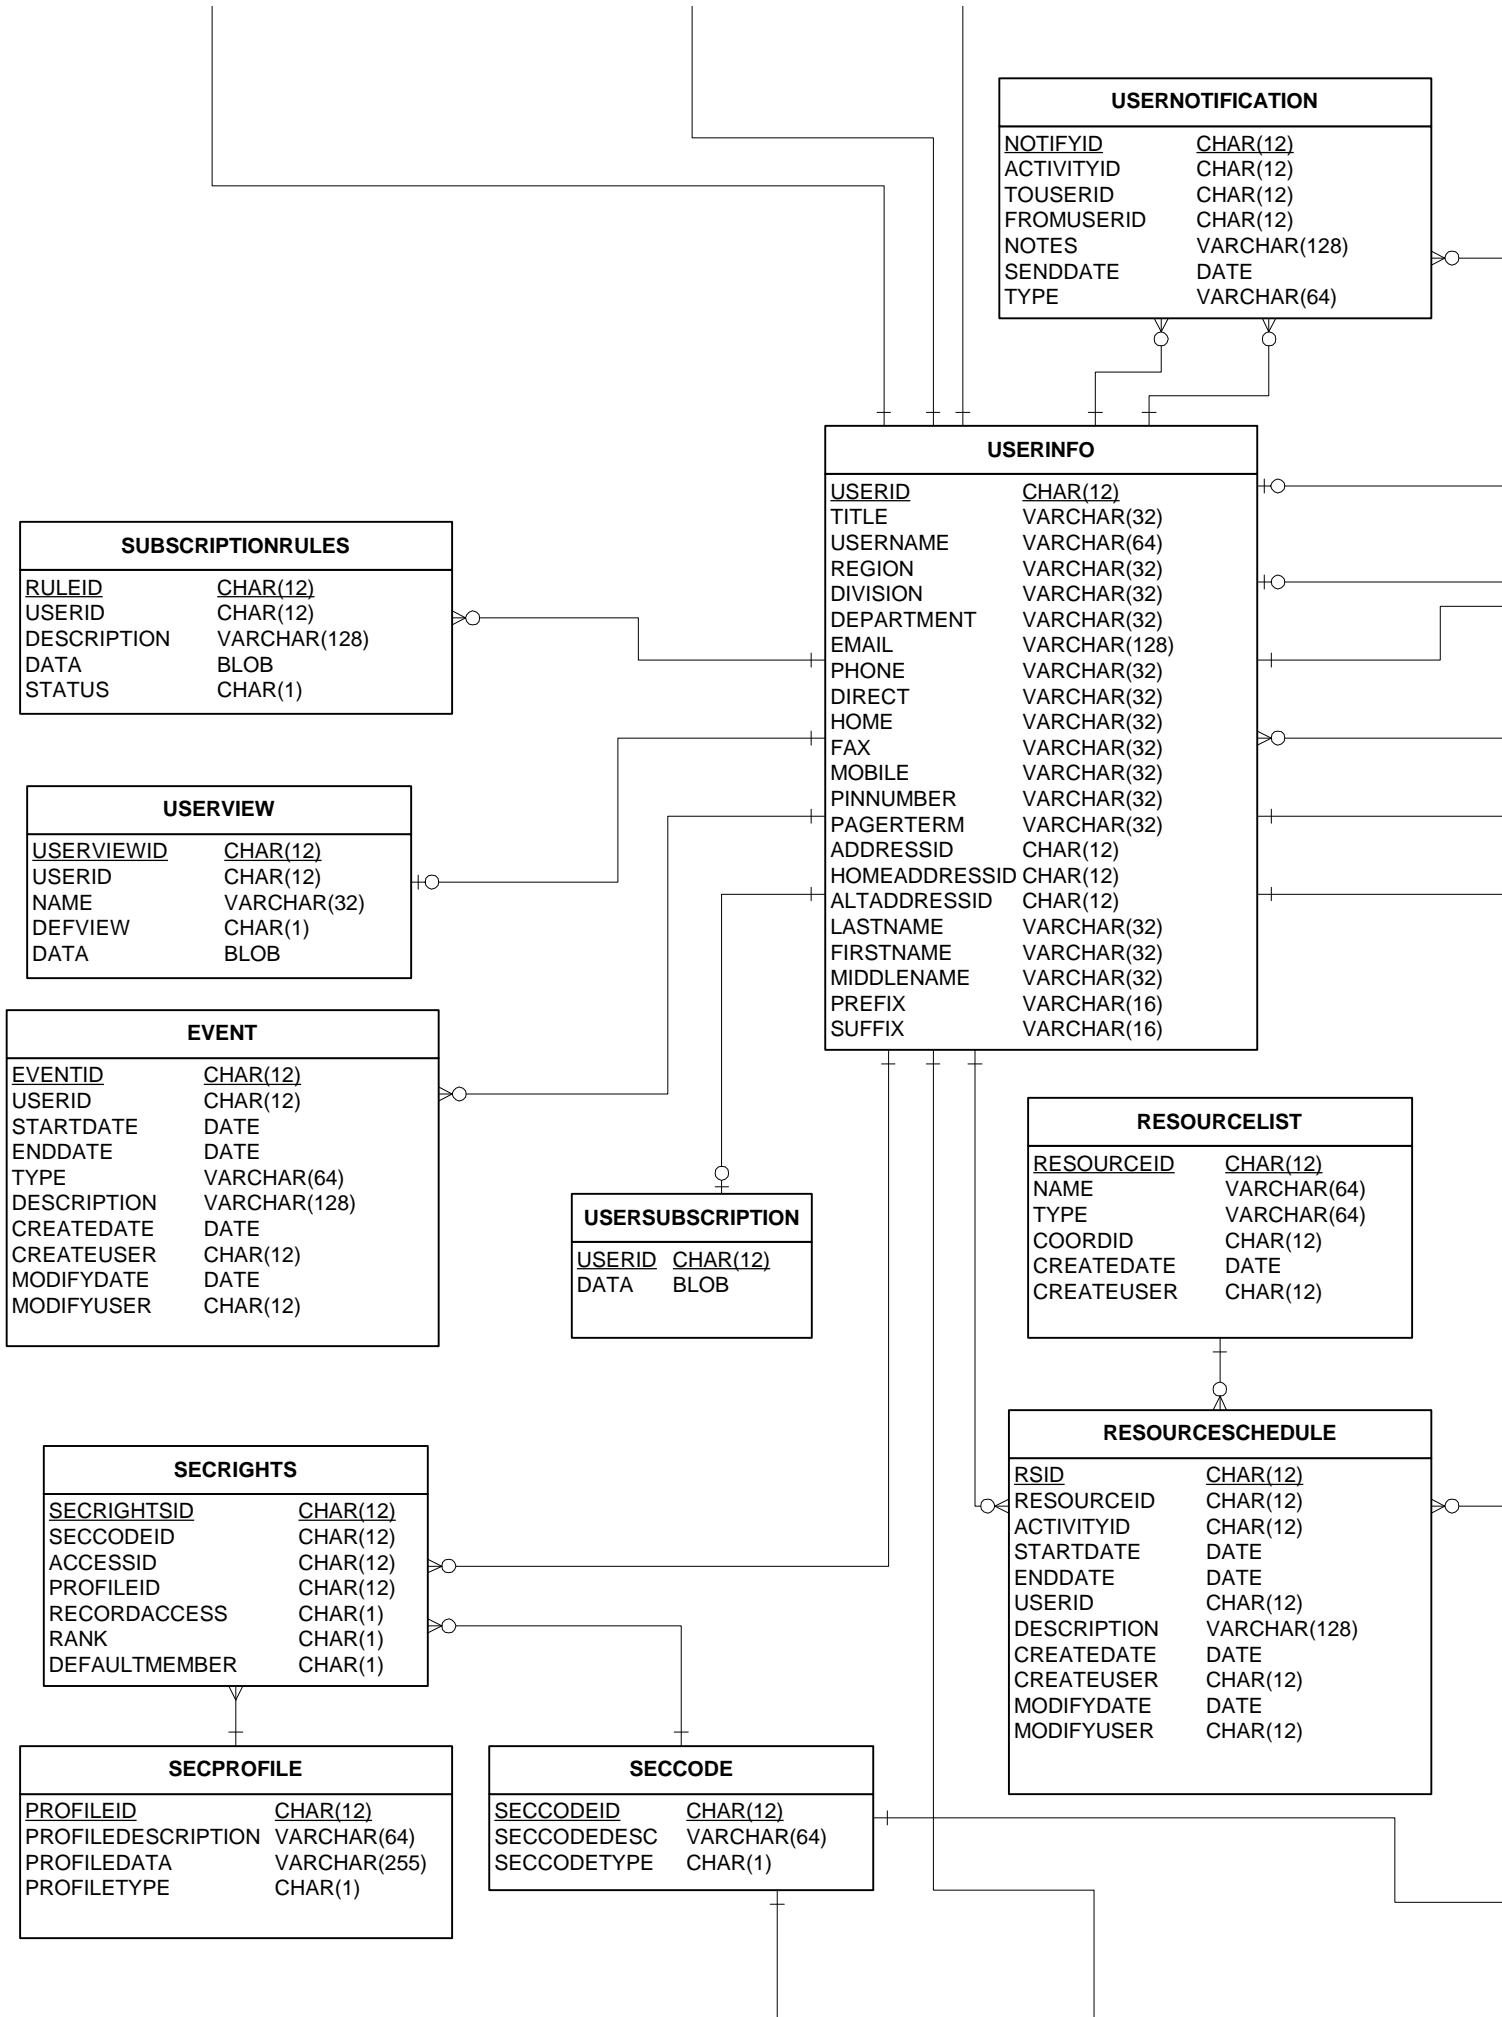 USERNOTIFICATION
NOTIFYID CHAR(12)
ACTIVITYID CHAR(12)
TOUSERID CHAR(12)
FROMUSERID CHAR(12)
NOTES VARCHAR(128)
SENDDATE DATE
TYPE VARCHAR(64)
USERINFO
USERID CHAR(12)
TITLE VARCHAR(32)
USERNAME VARCHAR(64)
REGION VARCHAR(32)
DIVISION VARCHAR(32)
DEPARTMENT VARCHAR(32)
EMAIL VARCHAR(128)
PHONE VARCHAR(32)
DIRECT VARCHAR(32)
HOME VARCHAR(32)
FAX VARCHAR(32)
MOBILE VARCHAR(32)
PINNUMBER VARCHAR(32)
PAGERTERM VARCHAR(32)
ADDRESSID CHAR(12)
HOMEADDRESSID CHAR(12)
ALTADDRESSID CHAR(12)
LASTNAME VARCHAR(32)
FIRSTNAME VARCHAR(32)
MIDDLENAME VARCHAR(32)
PREFIX VARCHAR(16)
SUFFIX VARCHAR(16)
SUBSCRIPTIONRULES
RULEID CHAR(12)
USERID CHAR(12)
DESCRIPTION VARCHAR(128)
DATA BLOB
STATUS CHAR(1)
USERVIEW
USERVIEWID CHAR(12)
USERID CHAR(12)
NAME VARCHAR(32)
DEFVIEW CHAR(1)
DATA BLOB
EVENT
EVENTID CHAR(12)
USERID CHAR(12)
STARTDATE DATE
ENDDATE DATE
TYPE VARCHAR(64)
DESCRIPTION VARCHAR(128)
CREATEDATE DATE
CREATEUSER CHAR(12)
MODIFYDATE DATE
MODIFYUSER CHAR(12)
USERSUBSCRIPTION
USERID CHAR(12)
DATA BLOB
RESOURCELIST
RESOURCEID CHAR(12)
NAME VARCHAR(64)
TYPE VARCHAR(64)
COORDID CHAR(12)
CREATEDATE DATE
CREATEUSER CHAR(12)
RESOURCESCHEDULE
RSID CHAR(12)
RESOURCEID CHAR(12)
ACTIVITYID CHAR(12)
STARTDATE DATE
ENDDATE DATE
USERID CHAR(12)
DESCRIPTION VARCHAR(128)
CREATEDATE DATE
CREATEUSER CHAR(12)
MODIFYDATE DATE
MODIFYUSER CHAR(12)
SECRIGHTS
SECRIGHTSID CHAR(12)
SECCODEID CHAR(12)
ACCESSID CHAR(12)
PROFILEID CHAR(12)
RECORDACCESS CHAR(1)
RANK CHAR(1)
DEFAULTMEMBER CHAR(1)
SECPROFILE
PROFILEID CHAR(12)
PROFILEDESCRIPTION VARCHAR(64)
PROFILEDATA VARCHAR(255)
PROFILETYPE CHAR(1)
SECCODE
SECCODEID CHAR(12)
SECCODEDESC VARCHAR(64)
SECCODETYPE CHAR(1)